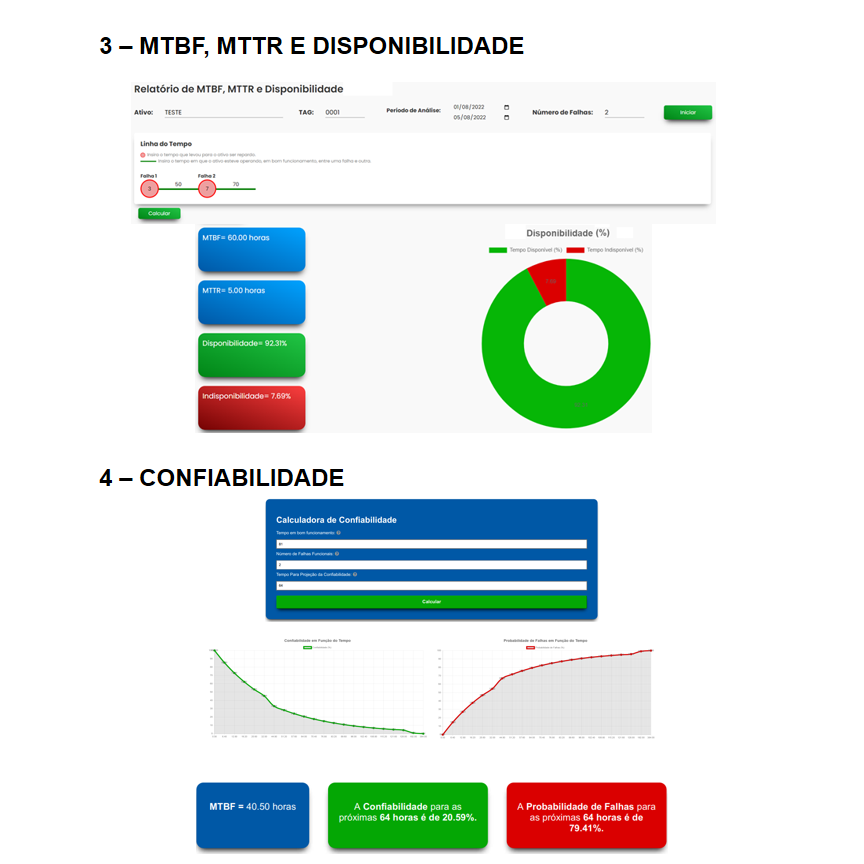 3 – MTBF, MTTR E DISPONIBILIDADE
Relatório de MTBF, MTTR e Disponibilidade
Ativo: TESTE TAG: 0001 Período de Análise: 01/08/2022 05/08/2022 Número de Falhas: 2 Iniciar
Linha do Tempo
Insira o tempo que levou para o ativo ser reparado.
Insira o tempo em que o ativo esteve operando, em bom funcionamento, entre uma falha e outra.
Falha 1 Falha 2
3 50 7 70
Calcular
MTBF= 60.00 horas
MTTR= 5.00 horas
Disponibilidade= 92.31%
Indisponibilidade= 7.69%
Disponibilidade (%)
Tempo Disponível (%) Tempo Indisponível (%)
4 – CONFIABILIDADE
Calculadora de Confiabilidade
Tempo em bom funcionamento:
81
Número de Falhas Funcionais:
2
Tempo Para Projeção da Confiabilidade:
64
Calcular
Confiabilidade em Função do Tempo
Probabilidade de Falhas em Função do Tempo
MTBF = 40.50 horas
A Confiabilidade para as
próximas 64 horas é de 20.59%.
A Probabilidade de Falhas para
as próximas 64 horas é de
79.41%.